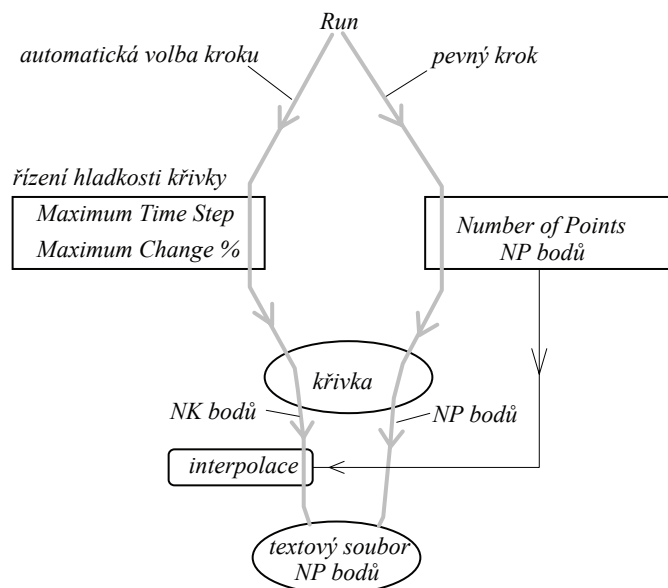 Run
automatická volba kroku
pevný krok
řízení hladkosti křivky
Maximum Time Step
Maximum Change %
Number of Points
NP bodů
křivka
NK bodů
NP bodů
interpolace
textový soubor
NP bodů